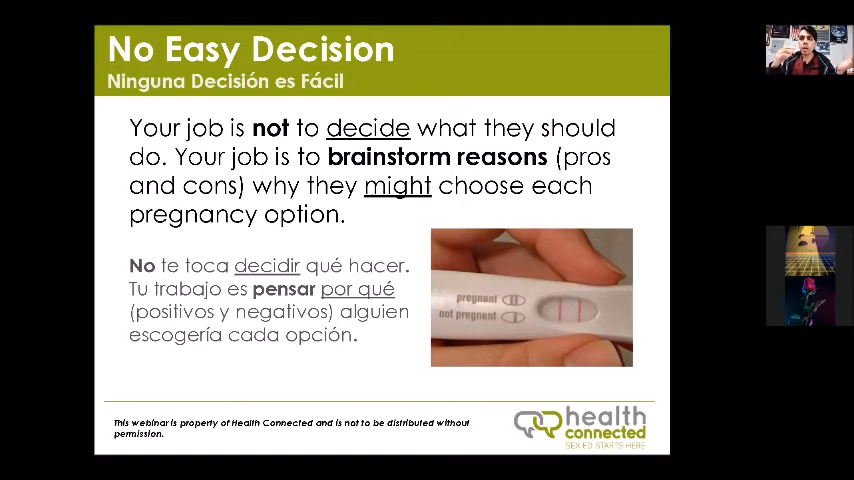 No Easy Decision
Ninguna Decisión es Fácil
Your job is not to decide what they should
do. Your job is to brainstorm reasons (pros
and cons) why they might choose each
pregnancy option.
No te toca decidir qué hacer.
Tu trabajo es pensar por qué
(positivos y negativos) alguien
escogería cada opción.
pregnant
not pregnant
This webinar is property of Health Connected and is not to be distributed without
permission.
health
connected
SEX ED STARTS HERE